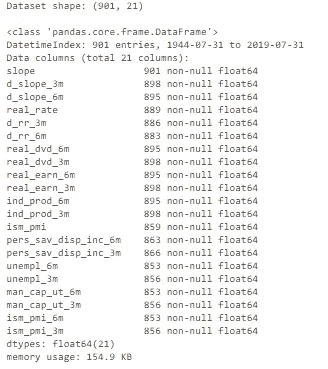 Dataset shape: (901, 21)
<class 'pandas.core.frame.DataFrame'>
DatetimeIndex: 901 entries, 1944-07-31 to 2019-07-31
Data columns (total 21 columns):
slope 901 non-null float64
d_slope_3m 898 non-null float64
d_slope_6m 895 non-null float64
real_rate 889 non-null float64
d_rr_3m 886 non-null float64
d_rr_6m 883 non-null float64
real_dvd_6m 895 non-null float64
real_dvd_3m 898 non-null float64
real_earn_6m 895 non-null float64
real_earn_3m 898 non-null float64
ind_prod_6m 895 non-null float64
ind_prod_3m 898 non-null float64
ism_pmi 859 non-null float64
pers_sav_disp_inc_6m 863 non-null float64
pers_sav_disp_inc_3m 866 non-null float64
unempl_6m 853 non-null float64
unempl_3m 856 non-null float64
man_cap_ut_6m 853 non-null float64
man_cap_ut_3m 856 non-null float64
ism_pmi_6m 853 non-null float64
ism_pmi_3m 856 non-null float64
dtypes: float64(21)
memory usage: 154.9 KB